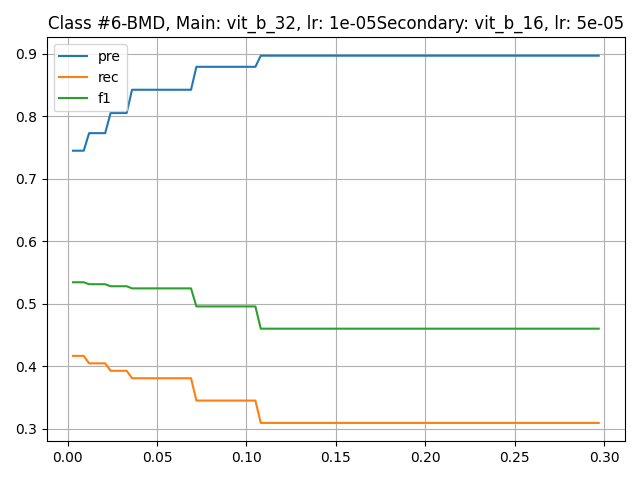 Class #6-BMD, Main: vit_b_32, lr: 1e-05Secondary: vit_b_16, lr: 5e-05
pre
rec
f1
0.9
0.8
0.7
0.6
0.5
0.4
0.3
0.00 0.05 0.10 0.15 0.20 0.25 0.30